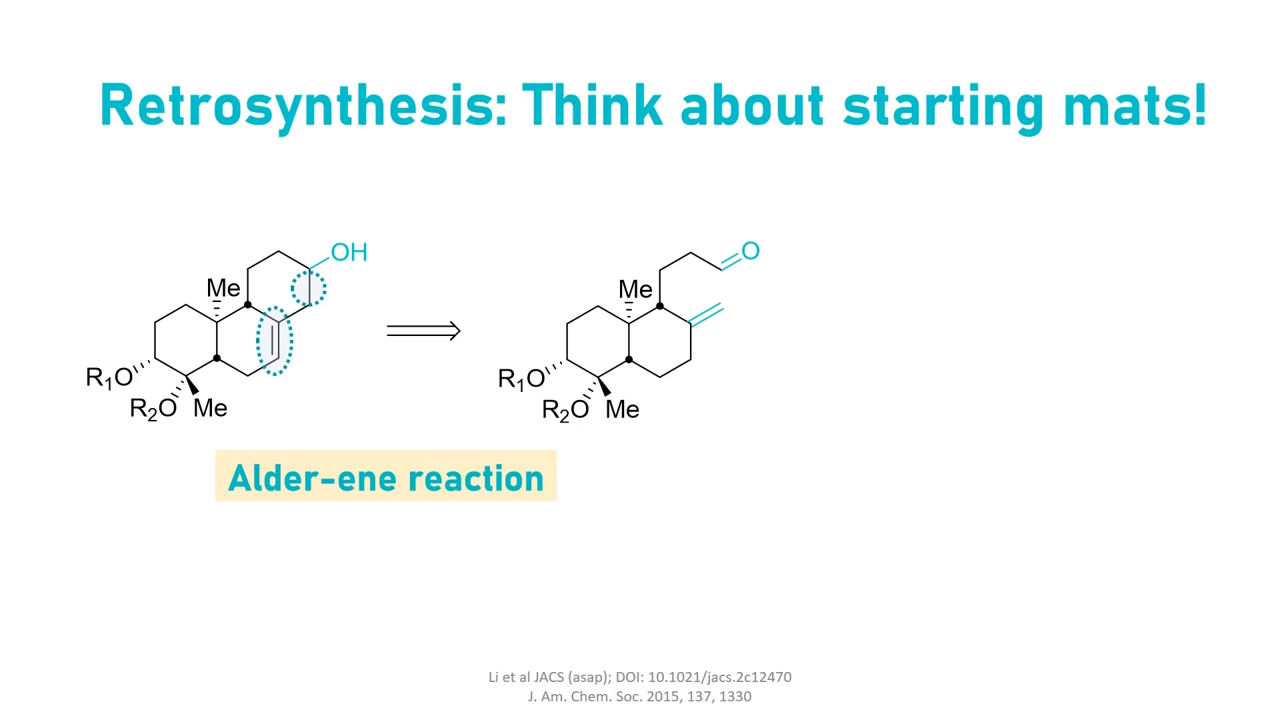 Retrosynthesis: Think about starting mats!
OH
Me
R1O
R2O Me
O
Me
R1O
R2O Me
Alder-ene reaction
Li et al JACS (asap); DOI: 10.1021/jacs.2c12470
J. Am. Chem. Soc. 2015, 137, 1330